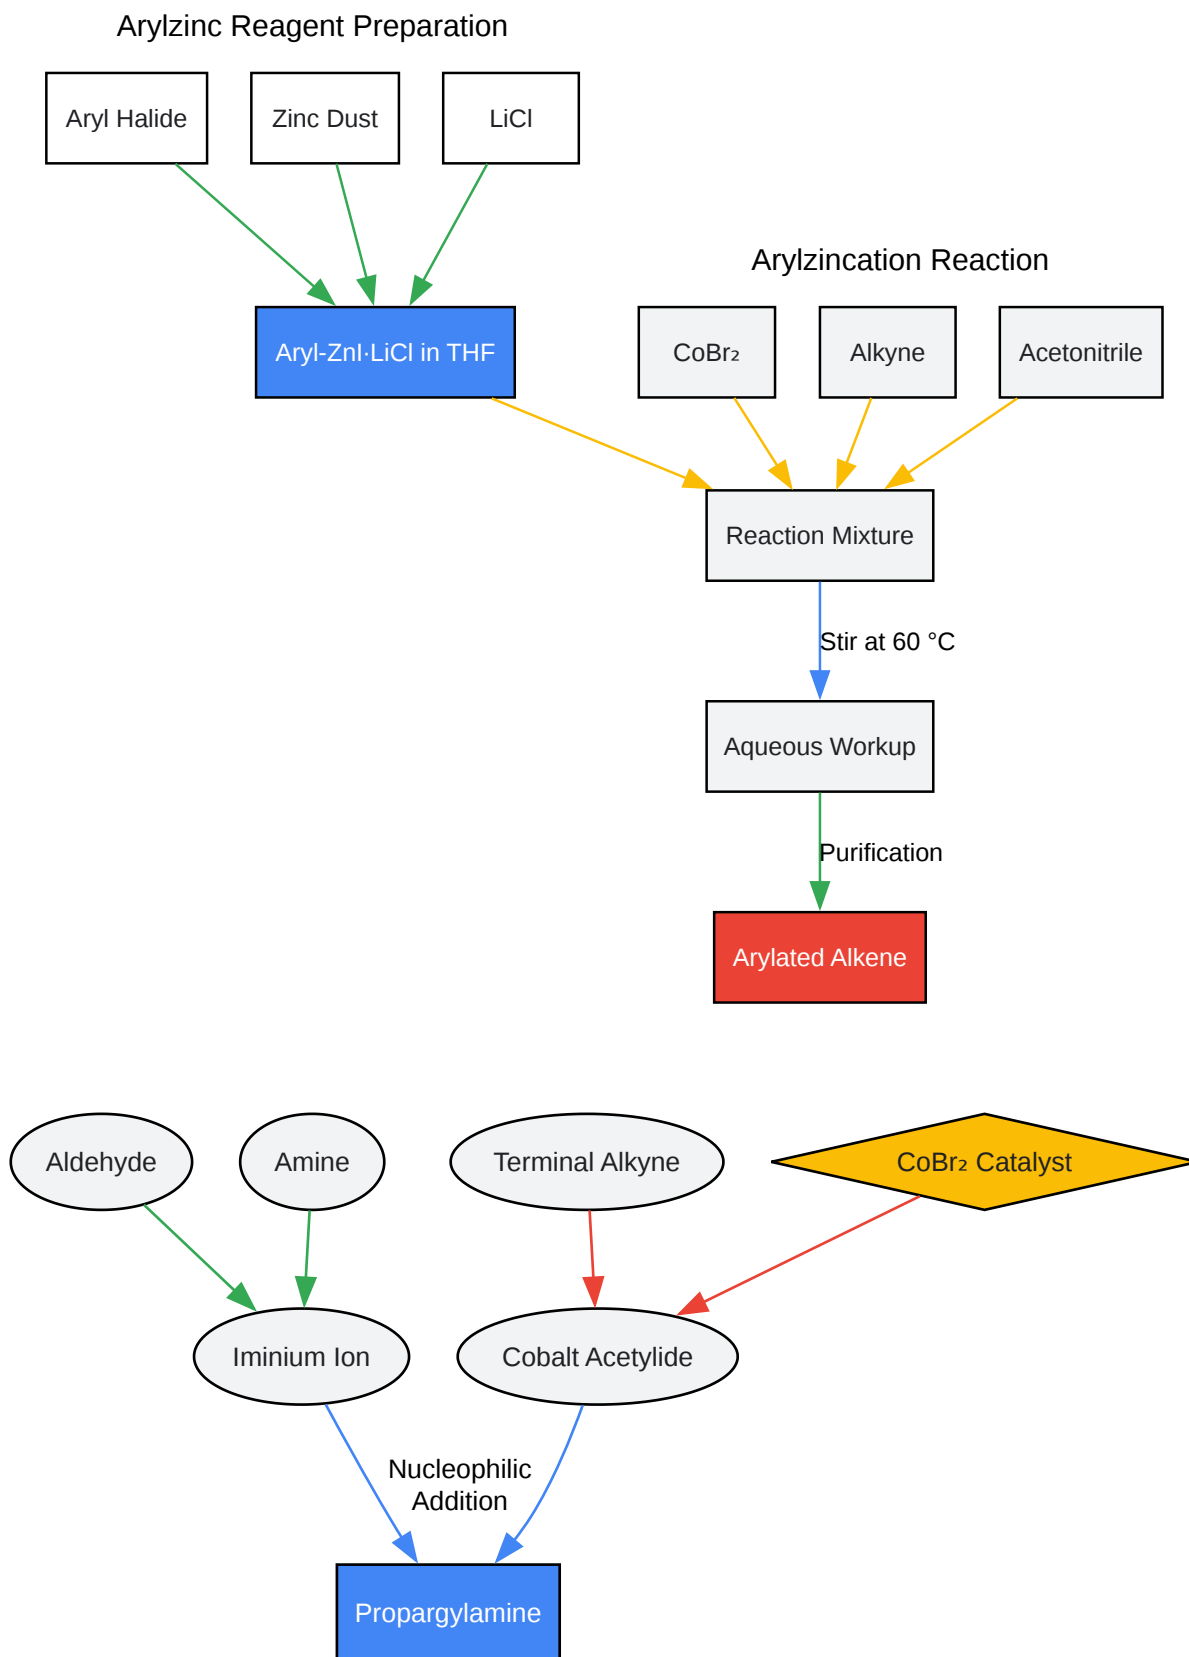 Arylzinc Reagent Preparation
Aryl Halide
Zinc Dust
LiCl
Arylzincation Reaction
Aryl-ZnI·LiCl in THF
CoBr₂
Alkyne
Acetonitrile
Reaction Mixture
Stir at 60 °C
Aqueous Workup
Purification
Arylated Alkene
Aldehyde
Amine
Terminal Alkyne
CoBr₂ Catalyst
Iminium Ion
Cobalt Acetylide
Nucleophilic
Addition
Propargylamine